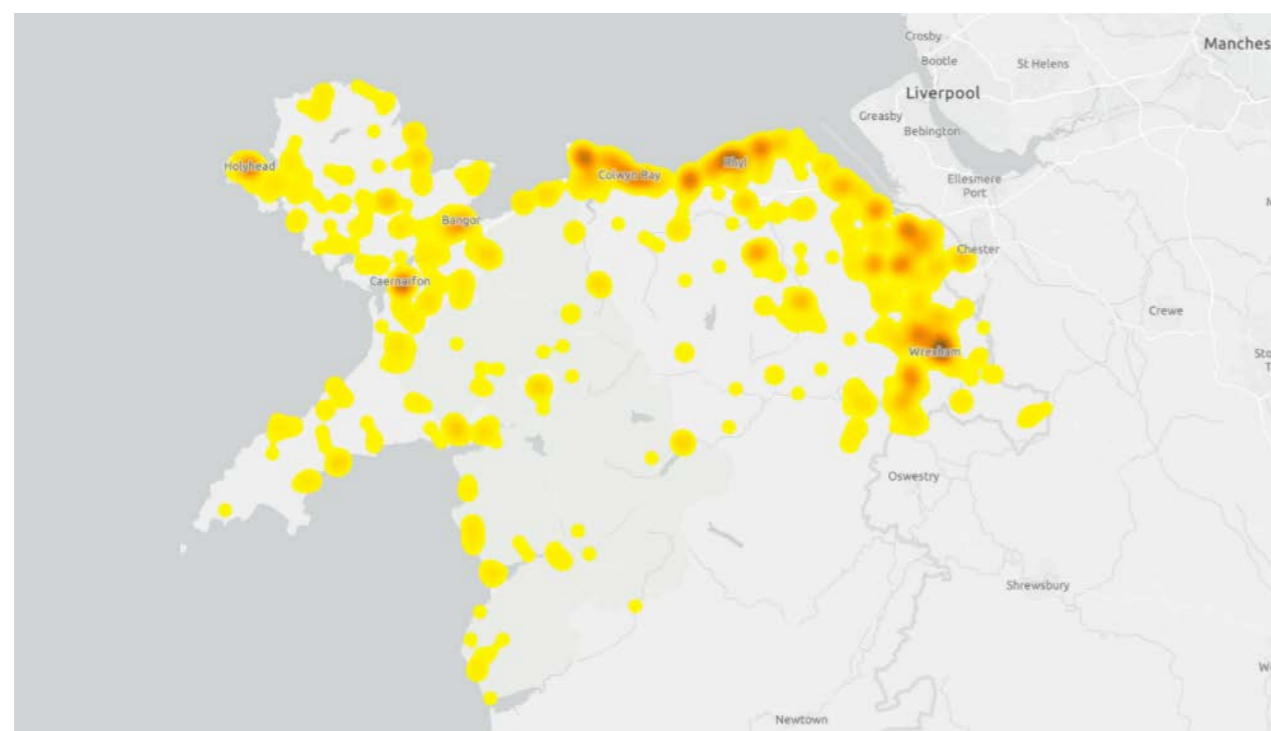 Crosby
Manches
Bootle
St Helens
Liverpool
Greasby
Bebington
Holyhead
Rhyl
Colwyn Bay
Ellesmere
Port
Bangor
Chester
Caernarfon
Crewe
Wrexham
Sto
T
Oswestry
Shrewsbury
W
Newtown